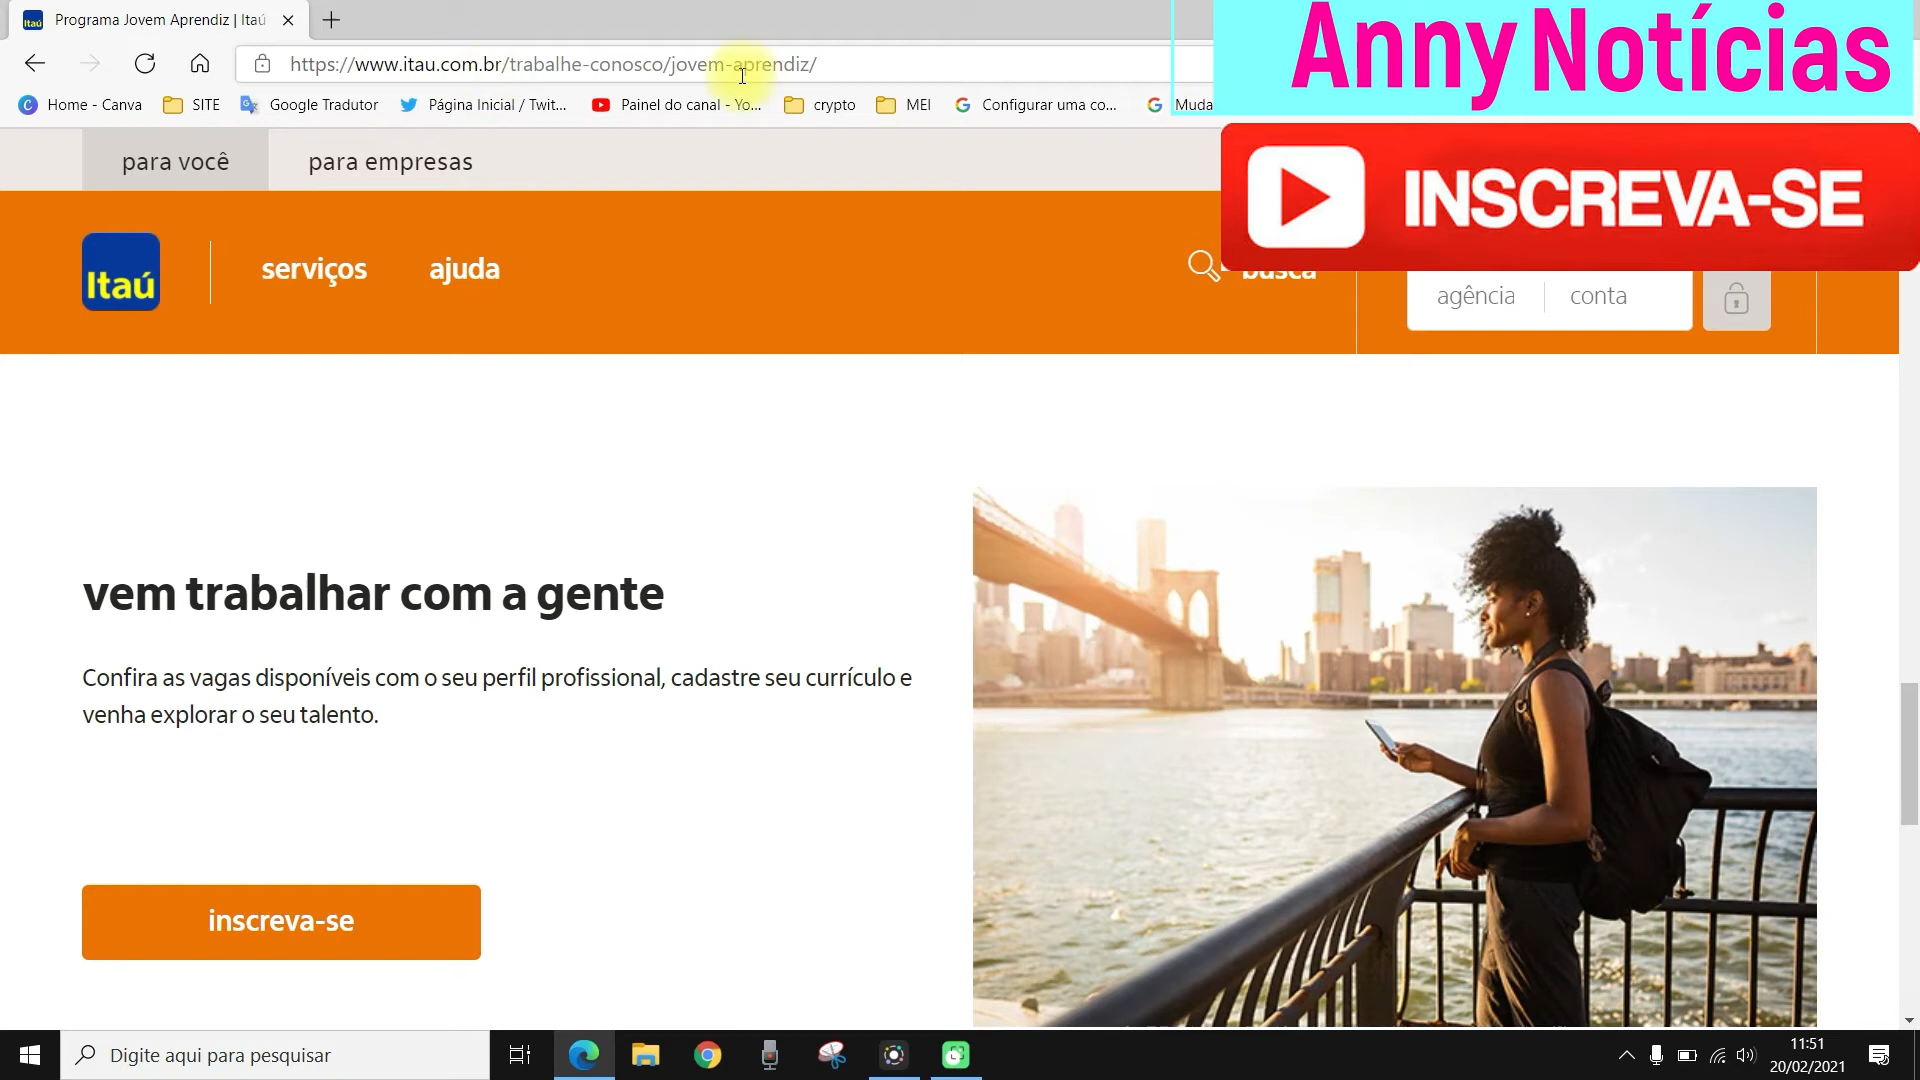 Programa Jovem Aprendiz | Itaú
Anny Notícias
https://www.itau.com.br/trabalhe-conosco/jovem-aprendiz/
Home - Canva
SITE
Google Tradutor
Página Inicial / Twit...
Painel do canal - Yo...
crypto
MEI
Configurar uma co...
Muda
para você
para empresas
INSCREVA-SE
Itaú
serviços
ajuda
busca
agência
conta
vem trabalhar com a gente
Confira as vagas disponíveis com o seu perfil profissional, cadastre seu currículo e
venha explorar o seu talento.
inscreva-se
Digite aqui para pesquisar
11:51
20/02/2021